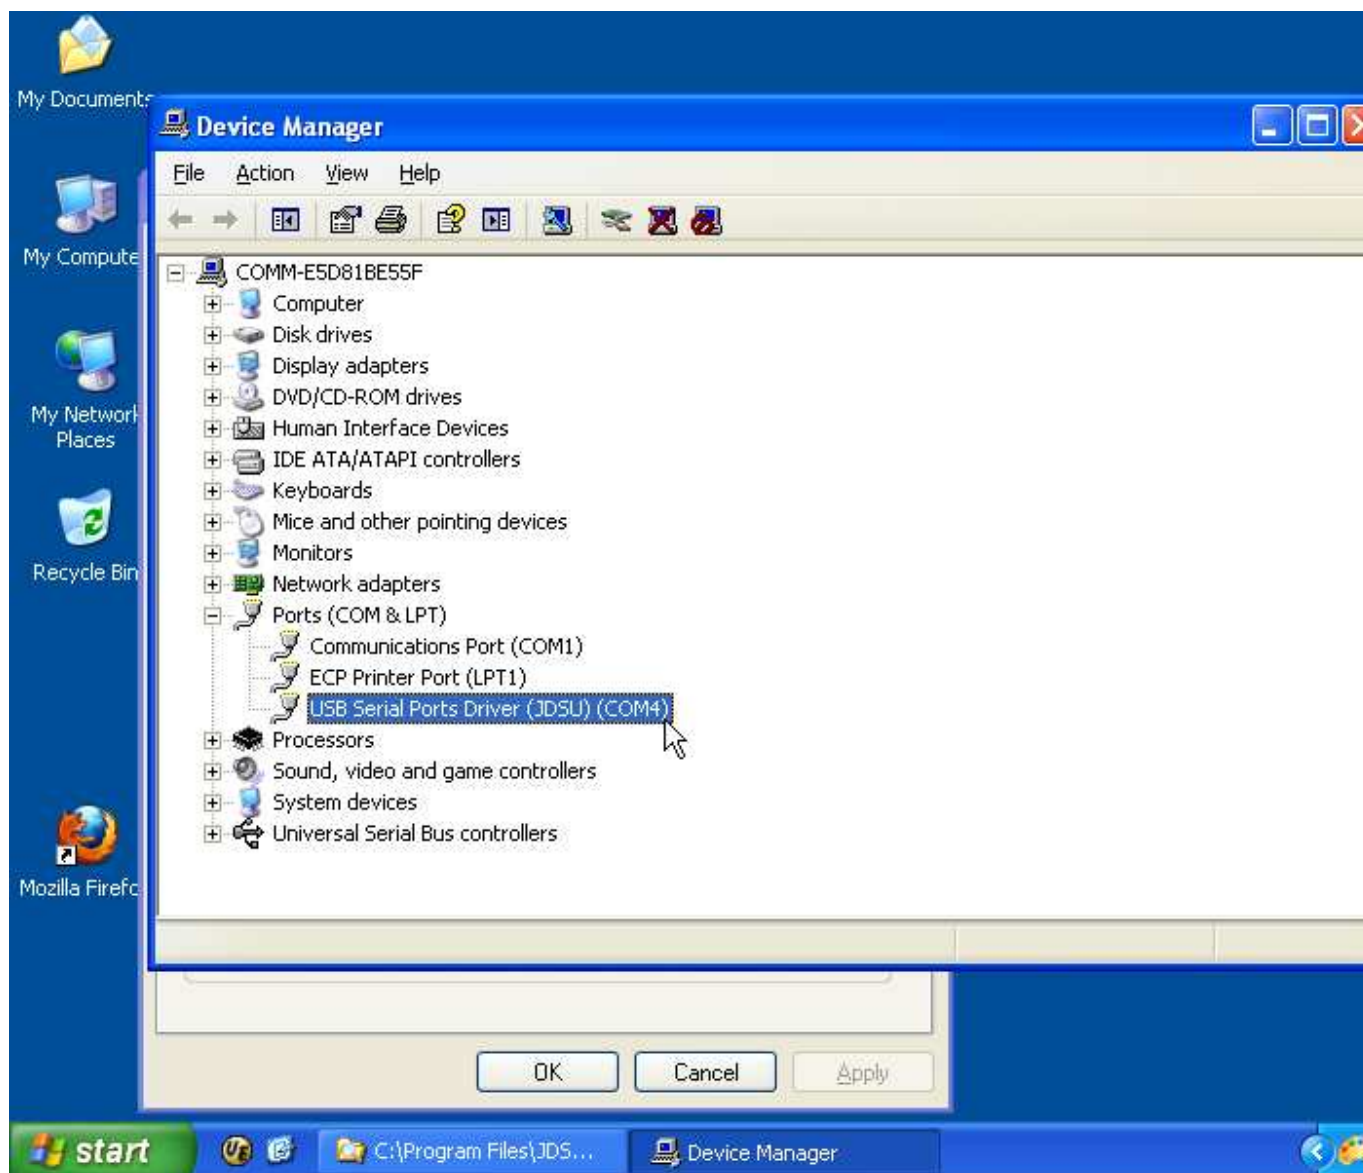 My Documents
Device Manager
File Action View Help
My Compute
COMM-E5D81BE55F
Computer
Disk drives
Display adapters
DVD/CD-ROM drives
My Network
Places
Human Interface Devices
IDE ATA/ATAPI controllers
Keyboards
Mice and other pointing devices
Monitors
Recycle Bin
Network adapters
Ports (COM & LPT)
Communications Port (COM1)
ECP Printer Port (LPT1)
USB Serial Ports Driver (JDSU) (COM4)
Processors
Sound, video and game controllers
System devices
Universal Serial Bus controllers
Mozilla Firefo
OK Cancel Apply
start C:\Program Files\JDS... Device Manager